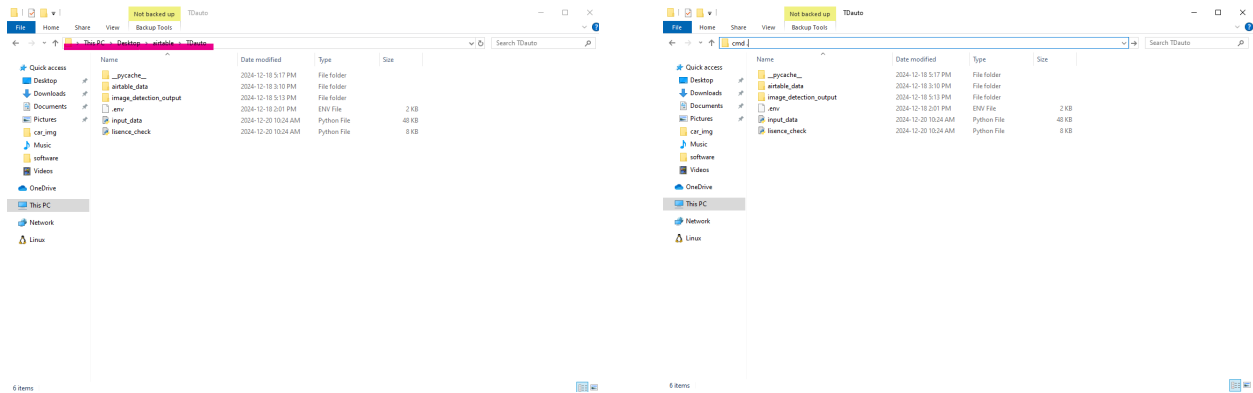 Not backed up TDauto
File Home Share View Backup Tools
This PC > Desktop > airtable > TDauto
Search TDauto
Name Date modified Type Size
Quick access
Desktop
Downloads
Documents
Pictures
car_img
Music
software
Videos
OneDrive
This PC
Network
Linux
__pycache__ 2024-12-18 5:17 PM File folder
airtable_data 2024-12-18 3:10 PM File folder
image_detection_output 2024-12-18 5:13 PM File folder
.env 2024-12-18 2:01 PM ENV File 2 KB
input_data 2024-12-20 10:24 AM Python File 48 KB
lisence_check 2024-12-20 10:24 AM Python File 8 KB
6 items
Not backed up TDauto
File Home Share View Backup Tools
cmd .
Search TDauto
Name Date modified Type Size
Quick access
Desktop
Downloads
Documents
Pictures
car_img
Music
software
Videos
OneDrive
This PC
Network
Linux
__pycache__ 2024-12-18 5:17 PM File folder
airtable_data 2024-12-18 3:10 PM File folder
image_detection_output 2024-12-18 5:13 PM File folder
.env 2024-12-18 2:01 PM ENV File 2 KB
input_data 2024-12-20 10:24 AM Python File 48 KB
lisence_check 2024-12-20 10:24 AM Python File 8 KB
6 items